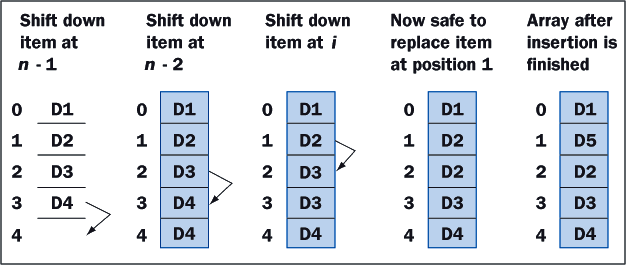 Shift down
item at
n - 1
Shift down
item at
n - 2
Shift down
item at i
Now safe to
replace item
at position 1
Array after
insertion is
finished
0 D1
1 D2
2 D3
3 D4
4
0 D1
1 D2
2 D3
3 D4
4 D4
0 D1
1 D2
2 D3
3 D3
4 D4
0 D1
1 D2
2 D2
3 D3
4 D4
0 D1
1 D5
2 D2
3 D3
4 D4